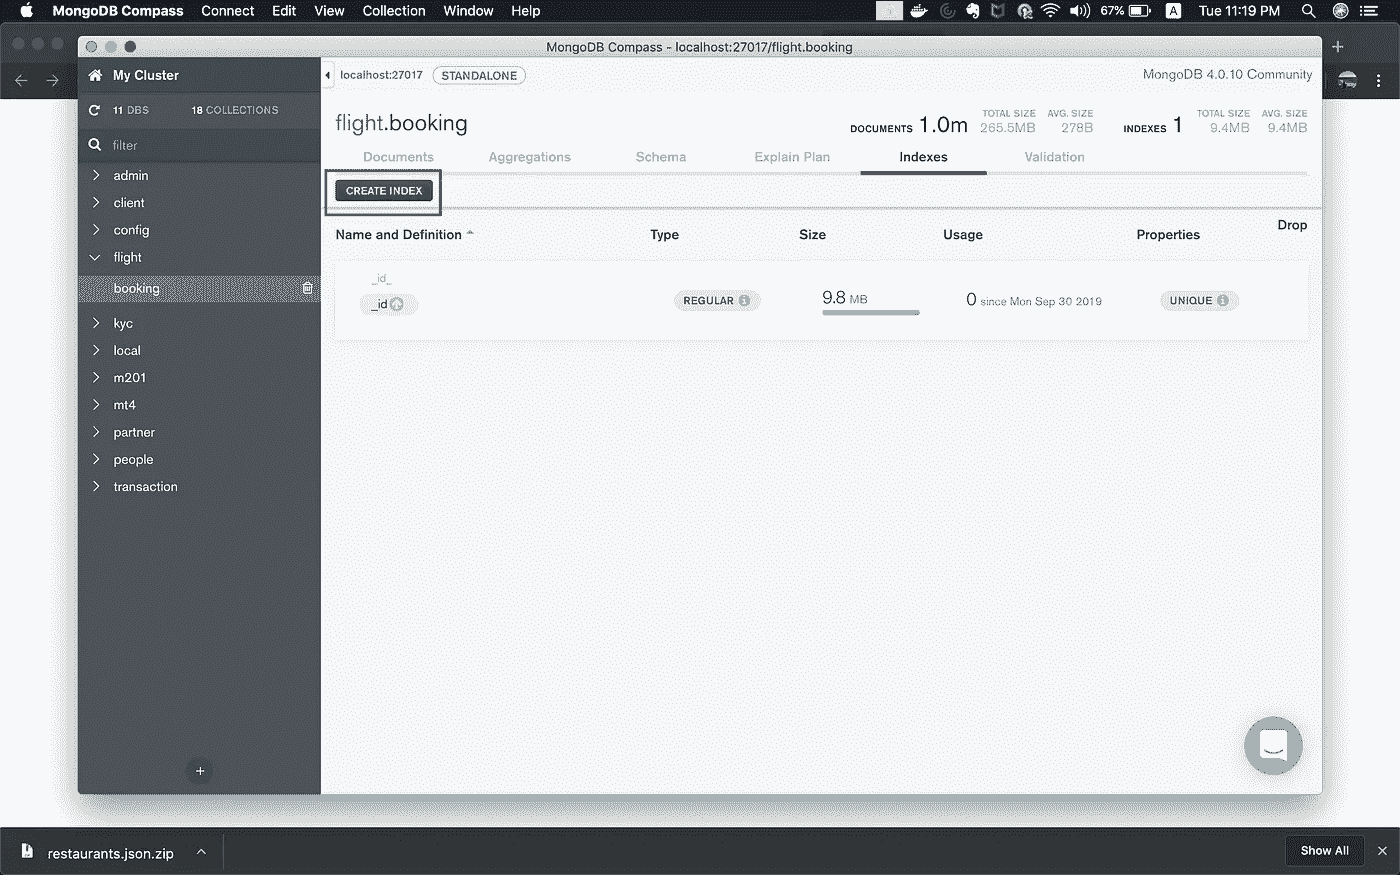 MongoDB Compass Connect Edit View Collection Window Help 67% A Tue 11:19 PM
MongoDB Compass - localhost:27017/flight.booking
My Cluster
localhost:27017 STANDALONE MongoDB 4.0.10 Community
11 DBS 18 COLLECTIONS
flight.booking DOCUMENTS 1.0m TOTAL SIZE 265.5MB AVG. SIZE 278B INDEXES 1 TOTAL SIZE 9.4MB AVG. SIZE 9.4MB
filter
Documents Aggregations Schema Explain Plan Indexes Validation
CREATE INDEX
Name and Definition Type Size Usage Properties Drop
_id_
_id REGULAR 9.8 MB 0 since Mon Sep 30 2019 UNIQUE
admin
client
config
flight
booking
kyc
local
m201
mt4
partner
people
transaction
+
restaurants.json.zip Show All